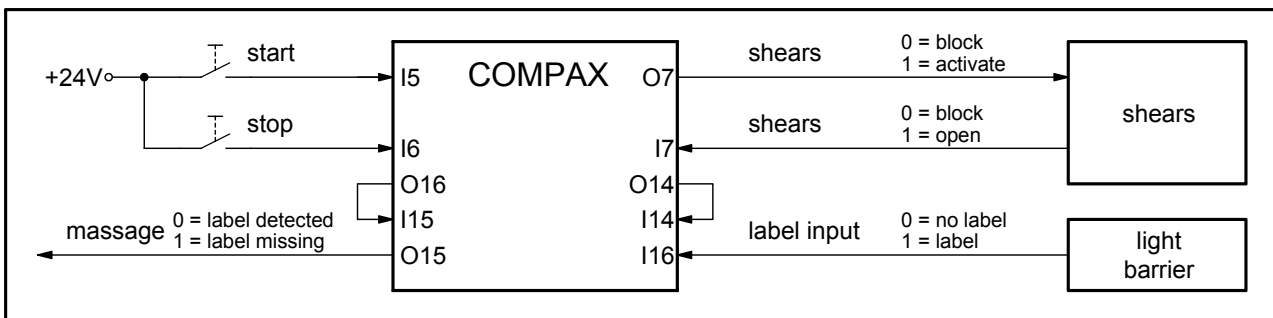 start
+24V
stop
massage
0 = label detected
1 = label missing
COMPAX
I5
I6
O16
I15
O15
O7
I7
O14
I14
I16
shears
0 = block
1 = activate
shears
0 = block
1 = open
label input
0 = no label
1 = label
shears
light
barrier